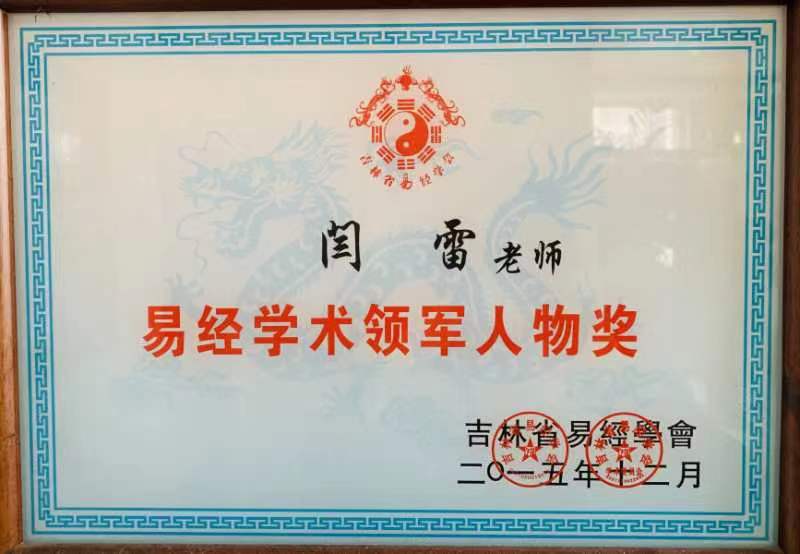 吉林省易经学会
闫 雷 老师
易经学术领军人物奖
吉林省易經學會
二〇一五年十二月